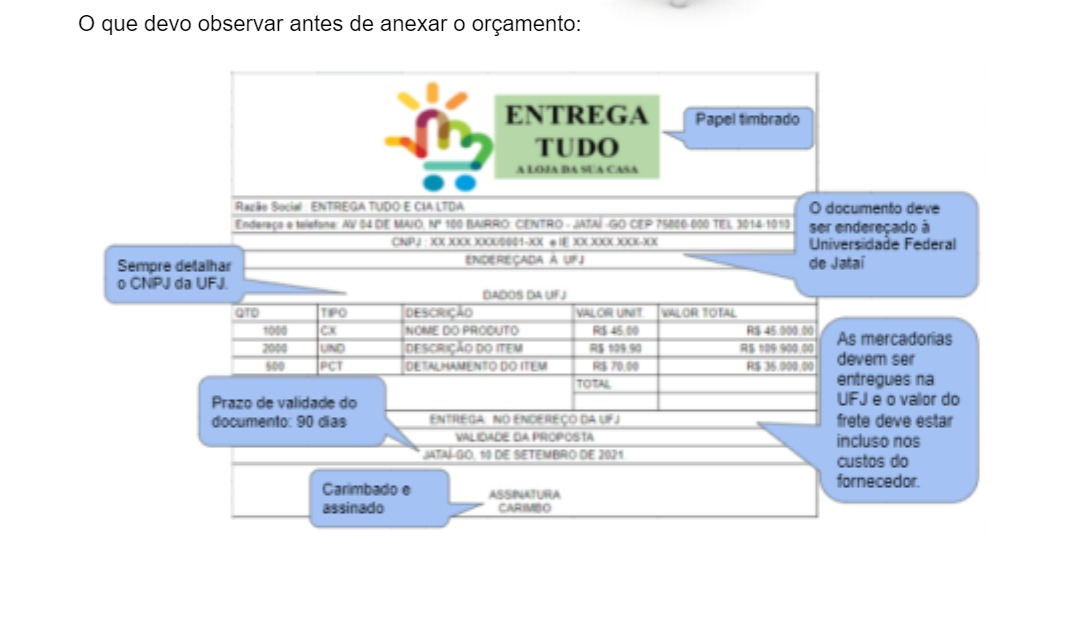 O que devo observar antes de anexar o orçamento:
ENTREGA
TUDO
A LOJA DA SUA CASA
Papel timbrado
Razão Social ENTREGA TUDO E CIA LTDA
Endereço e telefone: AV 04 DE MAIO, Nº 100 BAIRRO: CENTRO - JATAÍ -GO CEP 75800-000 TEL 3014-1010
CNPJ : XX.XXX.XXX/0001-XX e IE XX.XXX.XXX-XX
ENDEREÇADA À UFJ
O documento deve
ser endereçado à
Universidade Federal
de Jataí
Sempre detalhar
o CNPJ da UFJ.
DADOS DA UFJ
QTD TIPO DESCRIÇÃO VALOR UNIT. VALOR TOTAL
1000 CX NOME DO PRODUTO R$ 45,00 R$ 45.000,00
2000 UND DESCRIÇÃO DO ITEM R$ 109,90 R$ 109.900,00
500 PCT DETALHAMENTO DO ITEM R$ 70,00 R$ 35.000,00
TOTAL
As mercadorias
devem ser
entregues na
UFJ e o valor do
frete deve estar
incluso nos
custos do
fornecedor.
Prazo de validade do
documento: 90 dias
ENTREGA: NO ENDEREÇO DA UFJ
VALIDADE DA PROPOSTA
JATAÍ-GO, 10 DE SETEMBRO DE 2021
Carimbado e
assinado
ASSINATURA
CARIMBO